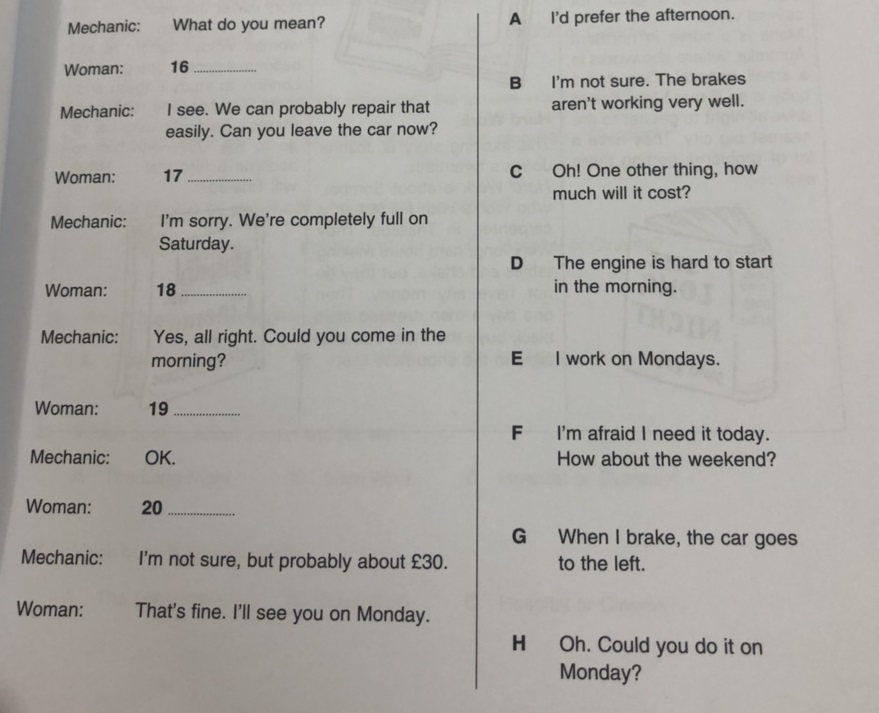 Mechanic: What do you mean?
Woman: 16 ....................
Mechanic: I see. We can probably repair that
easily. Can you leave the car now?
Woman: 17 ....................
Mechanic: I'm sorry. We're completely full on
Saturday.
Woman: 18 ....................
Mechanic: Yes, all right. Could you come in the
morning?
Woman: 19 ....................
Mechanic: OK.
Woman: 20 ....................
Mechanic: I'm not sure, but probably about £30.
Woman: That's fine. I'll see you on Monday.
A I'd prefer the afternoon.
B I'm not sure. The brakes
aren't working very well.
C Oh! One other thing, how
much will it cost?
D The engine is hard to start
in the morning.
E I work on Mondays.
F I'm afraid I need it today.
How about the weekend?
G When I brake, the car goes
to the left.
H Oh. Could you do it on
Monday?